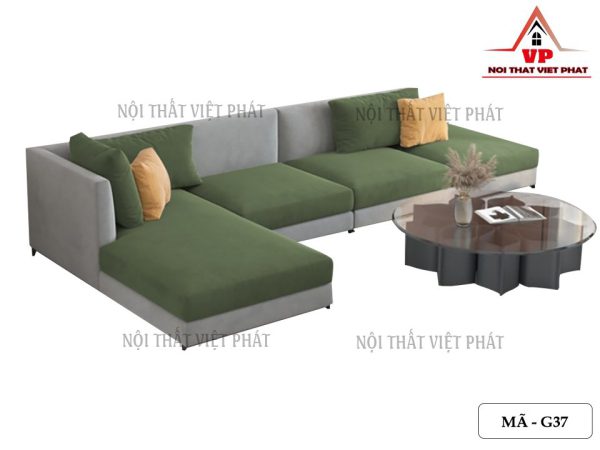 VP
NOI THAT VIET PHAT
NỘI THẤT VIỆT PHÁT
NỘI THẤT VIỆT PHÁT
NỘI THẤT VIỆT PHÁT
NỘI THẤT VIỆT PHÁT
MÃ - G37